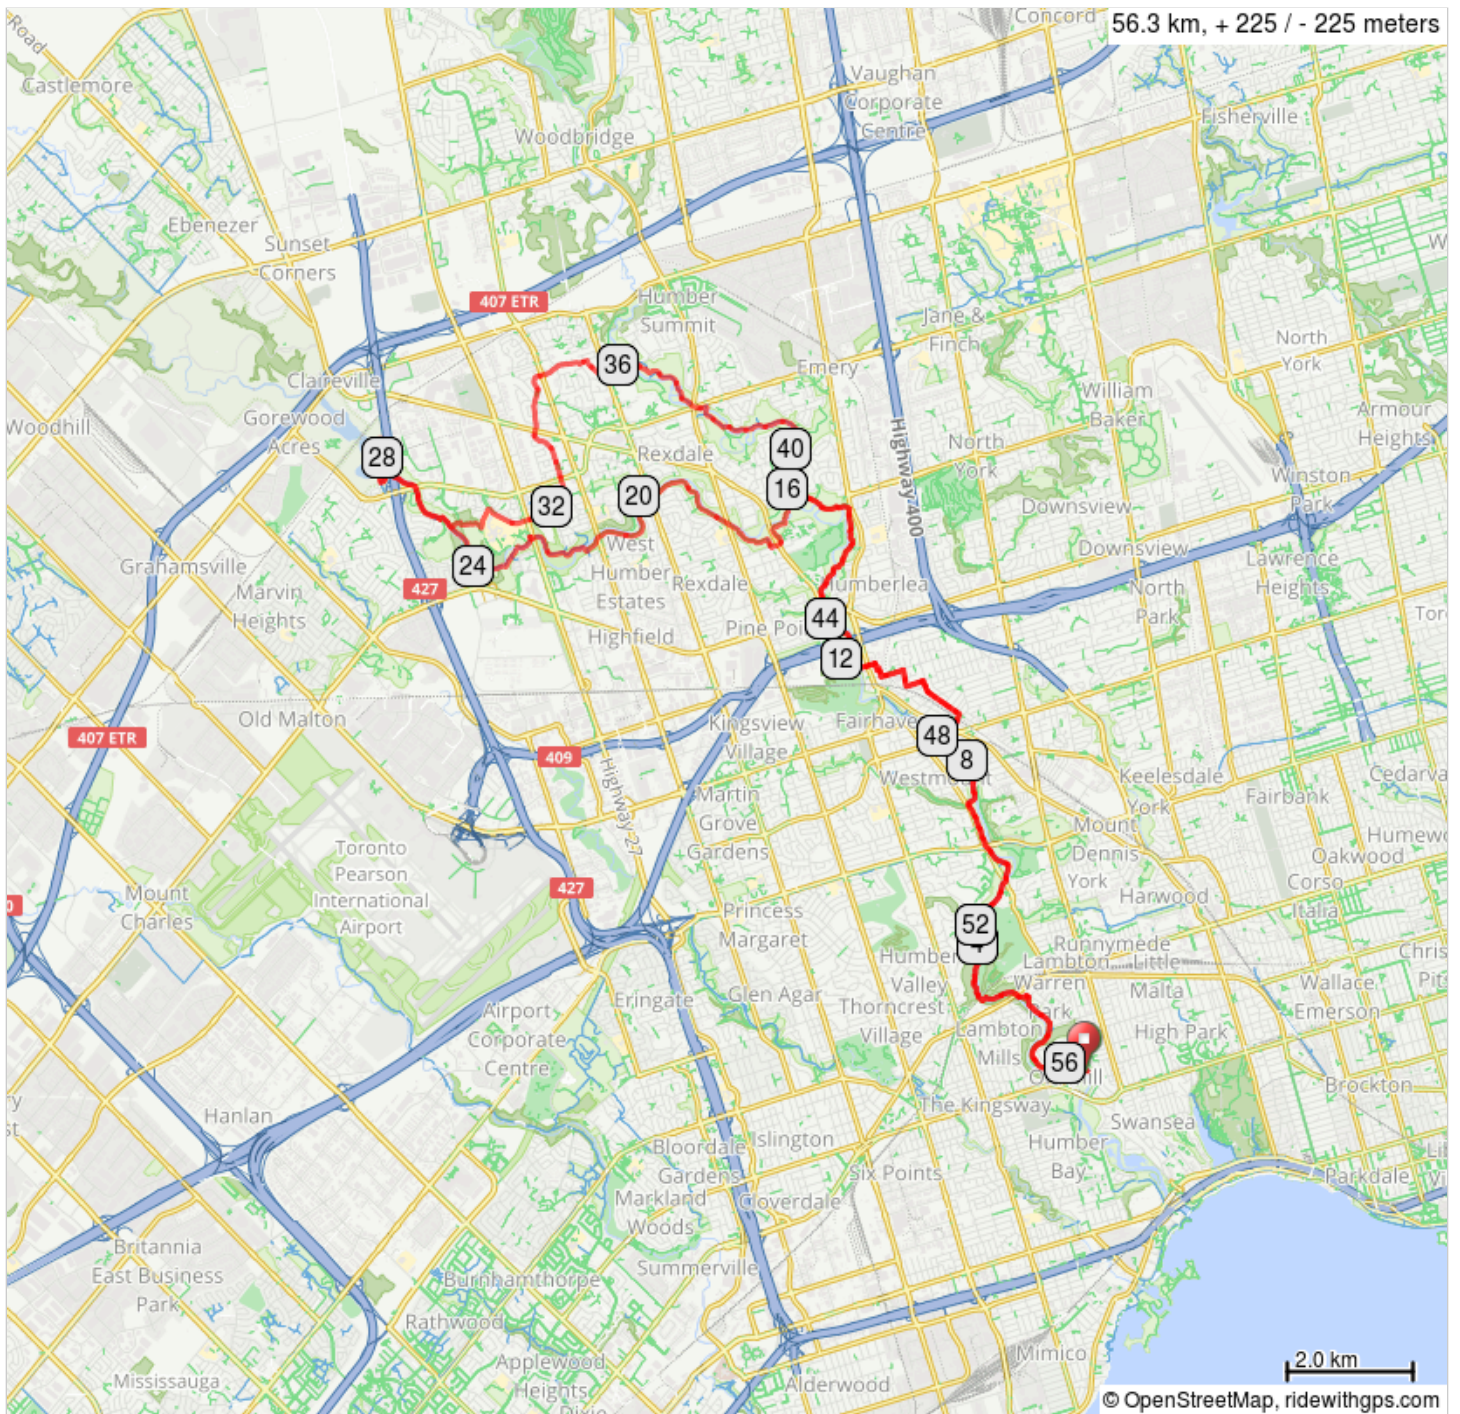 56.3 km, + 225 / - 225 meters
Concord
Road
Castlemore
Vaughan
Corporate
Centre
Fisherville
Woodbridge
Ebenezer
Sunset
Corners
407 ETR
Humber
Summit
Jane &
Finch
North
York
Emery
Claireville
William
Baker
Gorewood
Acres
Woodhill
Armour
Heights
Highway 400
36
28
40
Rexdale
North
York
Winston
Park
16
20
32
Downsview
24
West
Humber
Estates
Rexdale
Downsview
Lawrence
Heights
Grahamsville
427
Marvin
Heights
Humberlea
North
Park
44
Highfield
12
Old Malton
Kingsview
Village
48
8
407 ETR
409
Highway 27
Martin
Grove
Gardens
Keelesdale
York
Fairbank
Mount
Dennis
York
Toronto
Pearson
International
Airport
Oakwood
Corso
Italia
427
Mount
Charles
Harwood
Princess
Margaret
52
Runnymede
Lambton
Little
Malta
Warren
Park
Humber
Valley
Wallace
Emerson
Glen Agar
Thorncrest
Village
Eringate
Airport
Corporate
Centre
Lambton
Mills
High Park
56
Brockton
The Kingsway
Hanlan
Swansea
Bloordale
Gardens
Islington
Humber
Bay
Six Points
Parkdale
Markland
Woods
Cloverdale
Britannia
East Business
Park
Summerville
Burnhamthorpe
Rathwood
Applewood
Heights
Mimico
2.0 km
Mississauga
Alderwood
Dixie
© OpenStreetMap, ridewithgps.com